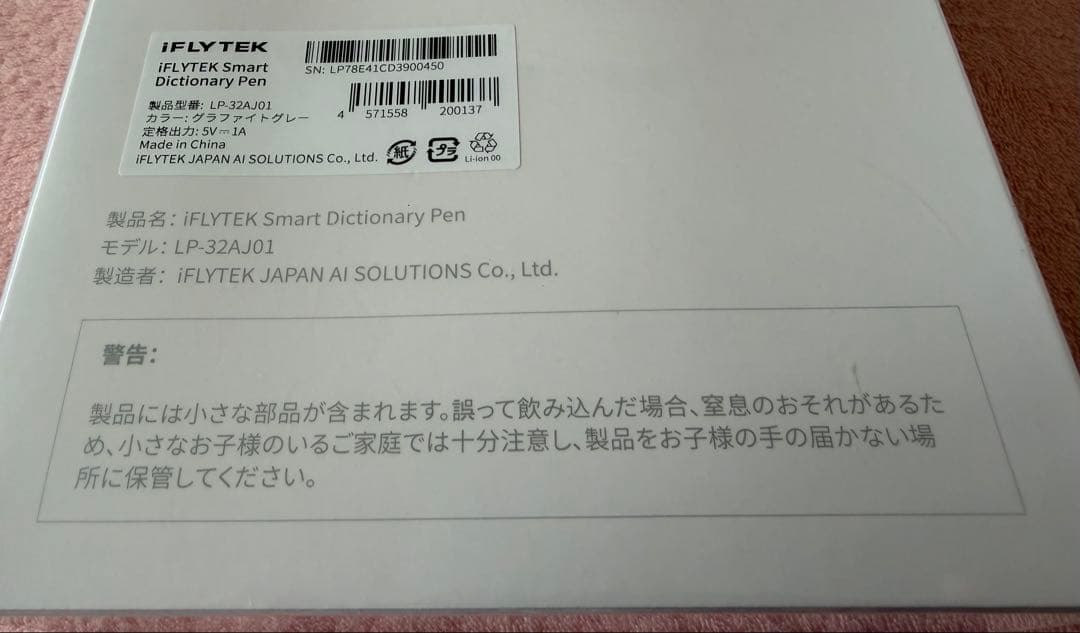 iFLYTEK
iFLYTEK Smart
Dictionary Pen
SN: LP78E41CD3900450
4 571558 200137
製品型番: LP-32AJ01
カラー: グラファイトグレー
定格出力: 5V⎓1A
Made in China
iFLYTEK JAPAN AI SOLUTIONS Co., Ltd.
紙
プラ
Li-ion 00
製品名: iFLYTEK Smart Dictionary Pen
モデル: LP-32AJ01
製造者: iFLYTEK JAPAN AI SOLUTIONS Co., Ltd.
警告:
製品には小さな部品が含まれます。誤って飲み込んだ場合、窒息のおそれがあるた
め、小さなお子様のいるご家庭では十分注意し、製品をお子様の手の届かない場
所に保管してください。